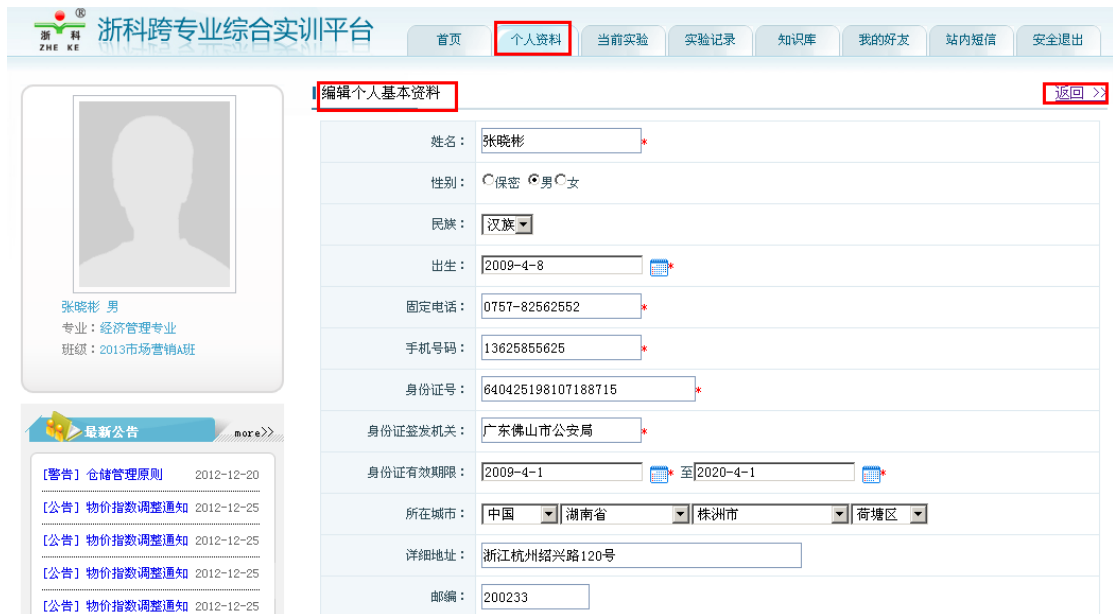 ®
浙 科
ZHE KE
浙科跨专业综合实训平台
首页 个人资料 当前实验 实验记录 知识库 我的好友 站内短信 安全退出
编辑个人基本资料
返回 >>
姓名： 张晓彬 *
性别： 保密 男 女
民族： 汉族
出生： 2009-4-8 *
固定电话： 0757-82562552 *
手机号码： 13625855625 *
身份证号： 640425198107188715 *
身份证签发机关： 广东佛山市公安局 *
身份证有效期限： 2009-4-1 * 至 2020-4-1 *
所在城市： 中国 湖南省 株洲市 荷塘区
详细地址： 浙江杭州绍兴路120号
邮编： 200233
张晓彬 男
专业：经济管理专业
班级：2013市场营销A班
最新公告 more>>
[警告] 仓储管理原则 2012-12-20
[公告] 物价指数调整通知 2012-12-25
[公告] 物价指数调整通知 2012-12-25
[公告] 物价指数调整通知 2012-12-25
[公告] 物价指数调整通知 2012-12-25